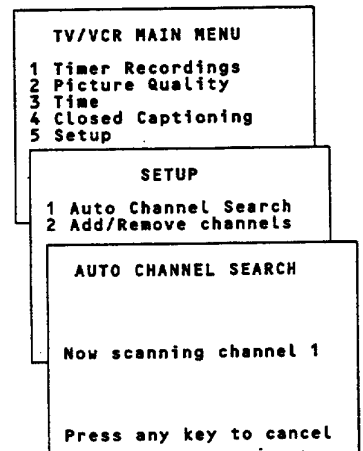 TV/VCR MAIN MENU
1 Timer Recordings
2 Picture Quality
3 Time
4 Closed Captioning
5 Setup
SETUP
1 Auto Channel Search
2 Add/Remove channels
AUTO CHANNEL SEARCH
Now scanning channel 1
Press any key to cancel